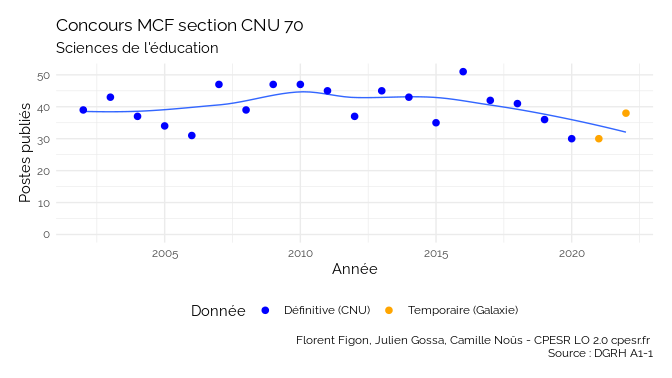 Concours MCF section CNU 70
Sciences de l'éducation
Postes publiés
50
40
30
20
10
0
2005
2010
2015
2020
Année
Donnée
Définitive (CNU)
Temporaire (Galaxie)
Florent Figon, Julien Gossa, Camille Noûs - CPESR LO 2.0 cpesr.fr
Source : DGRH A1-1